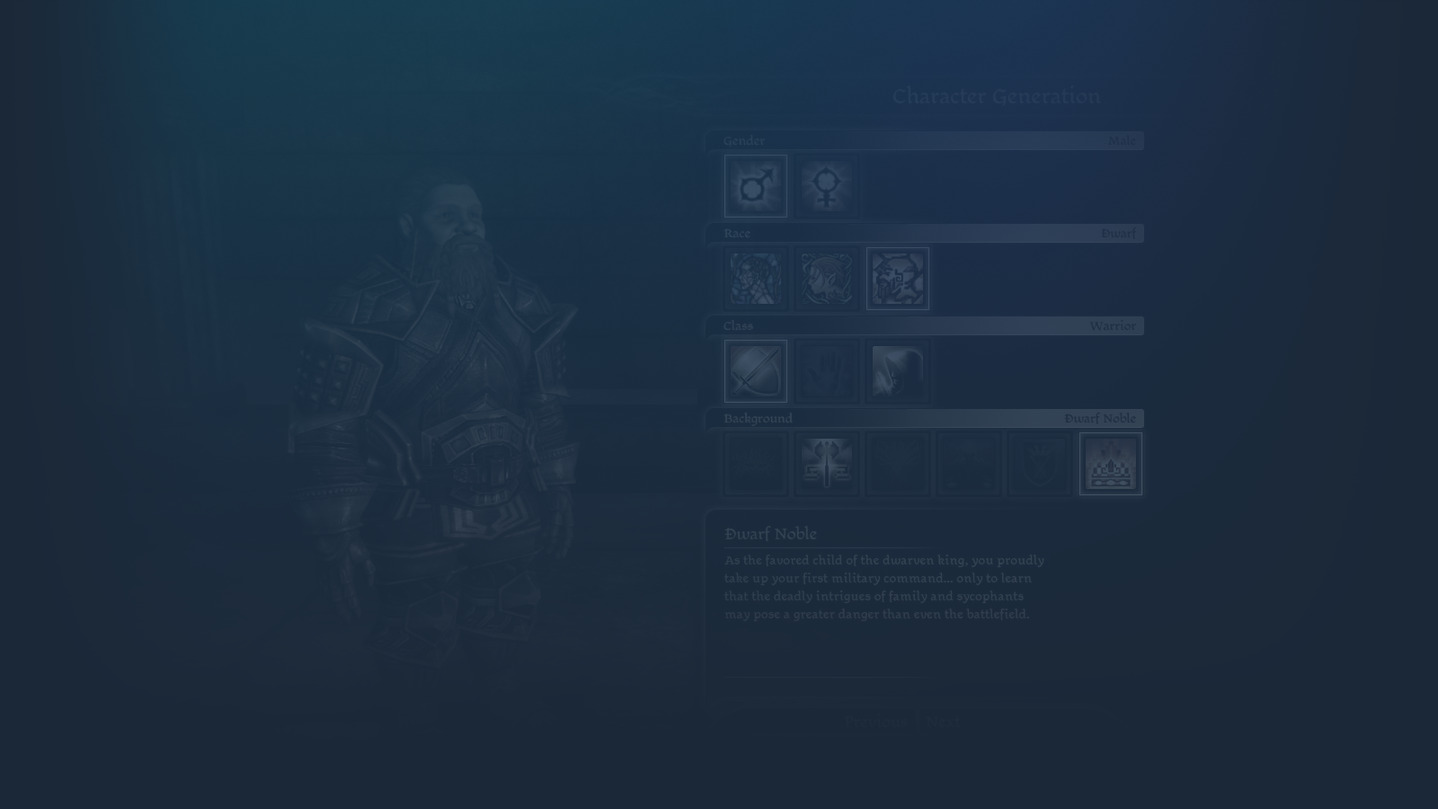 Character Generation
Gender Male
Race Dwarf
Class Warrior
Background Dwarf Noble
Dwarf Noble
As the favored child of the dwarven king, you proudly
take up your first military command... only to learn
that the deadly intrigues of family and sycophants
may pose a greater danger than even the battlefield.
Previous | Next